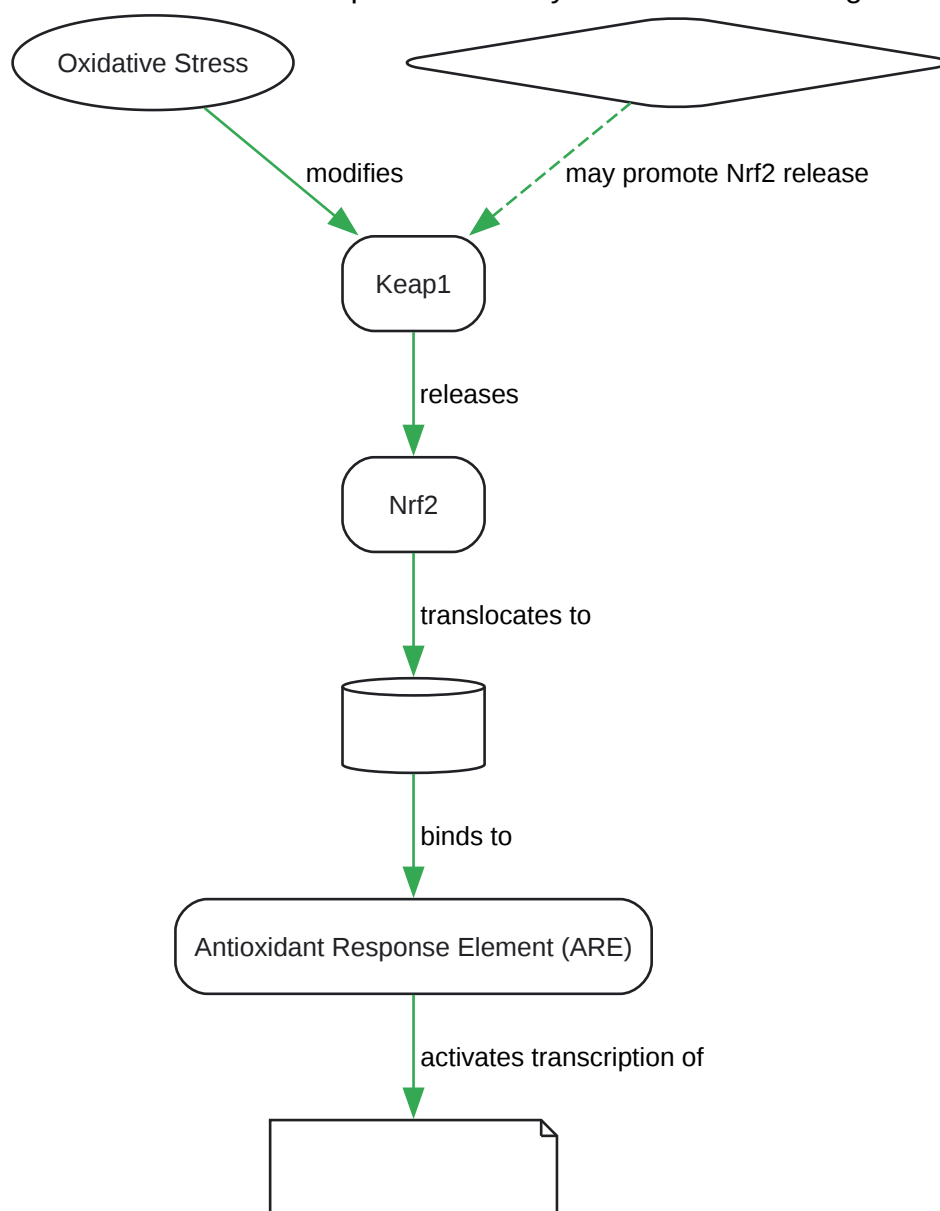 Oxidative Stress
modifies
may promote Nrf2 release
Keap1
releases
Nrf2
translocates to
binds to
Antioxidant Response Element (ARE)
activates transcription of